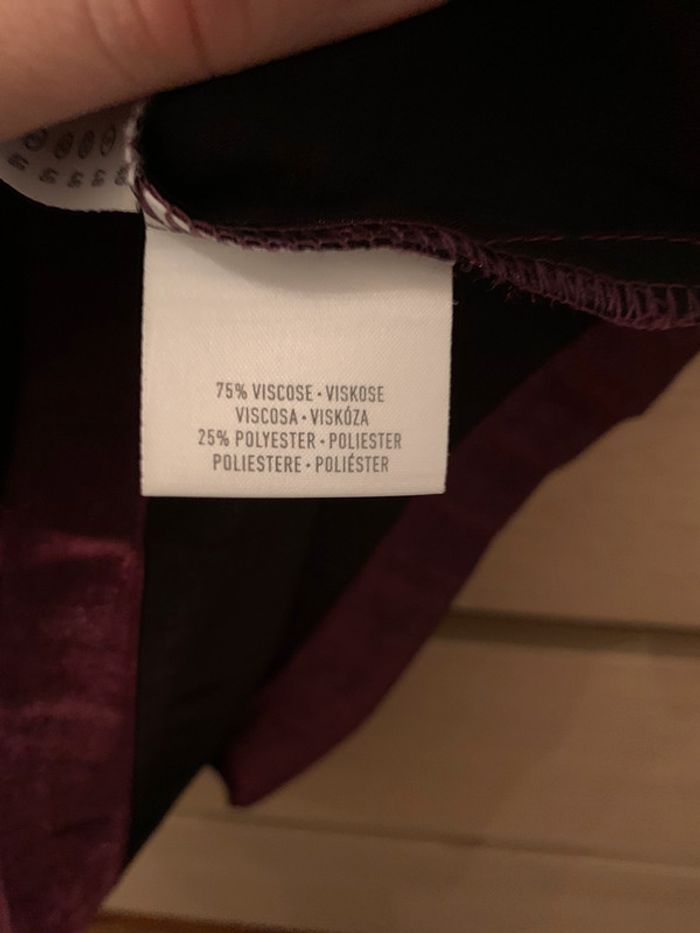 75% VISCOSE • VISKOSE
VISCOSA • VISKÓZA
25% POLYESTER • POLIESTER
POLIESTERE • POLIÉSTER